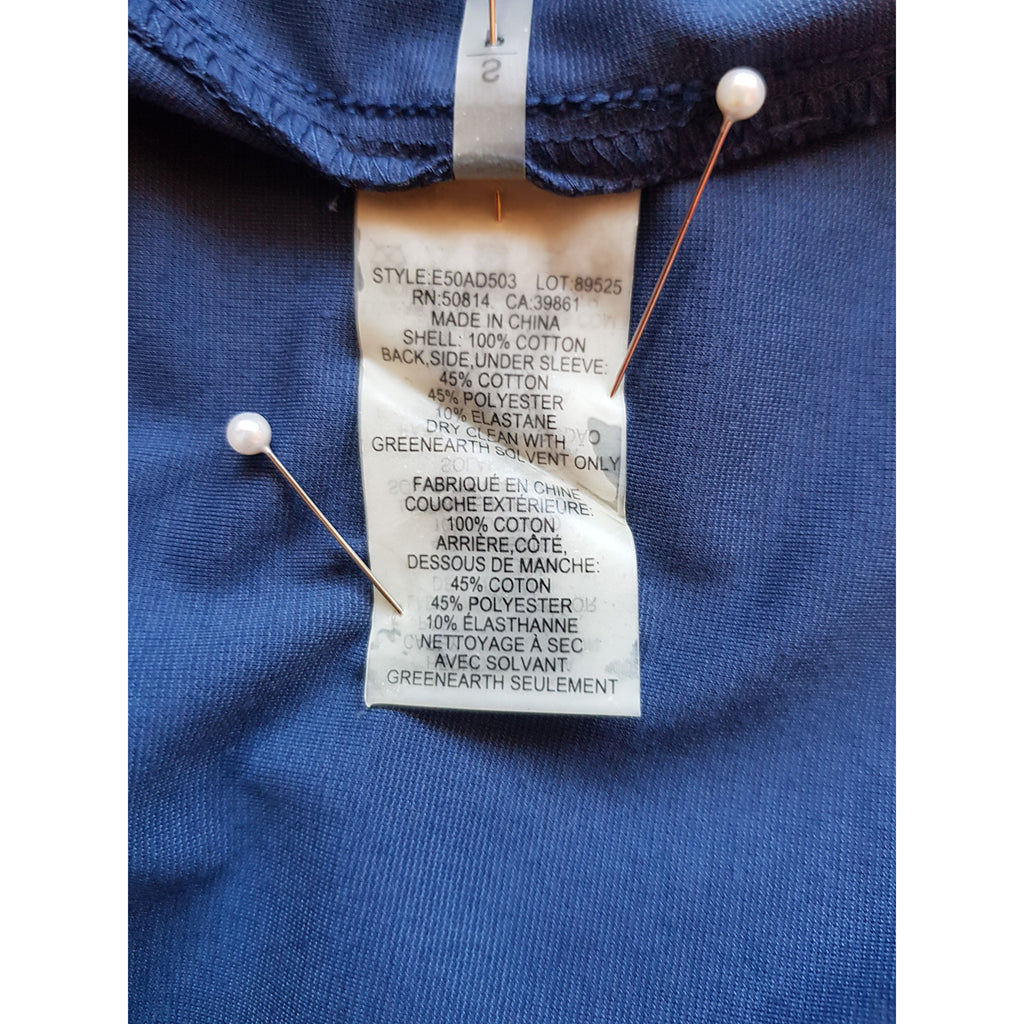 S
STYLE:E50AD503 LOT:89525
RN:50814 CA:39861
MADE IN CHINA
SHELL: 100% COTTON
BACK,SIDE,UNDER SLEEVE:
45% COTTON
45% POLYESTER
10% ELASTANE
DRY CLEAN WITH
GREENEARTH SOLVENT ONLY
FABRIQUÉ EN CHINE
COUCHE EXTÉRIEURE:
100% COTON
ARRIÈRE,CÔTÉ,
DESSOUS DE MANCHE:
45% COTON
45% POLYESTER
10% ÉLASTHANNE
NETTOYAGE À SEC
AVEC SOLVANT
GREENEARTH SEULEMENT